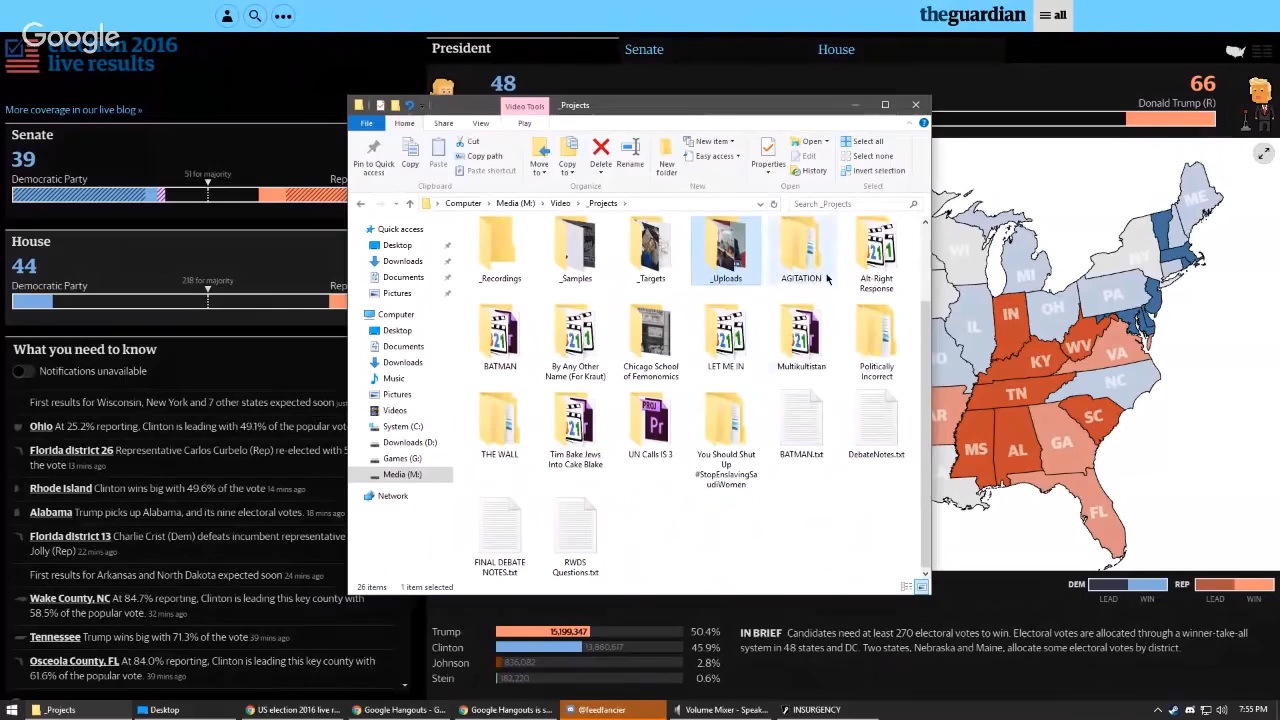 Google
theguardian
all
election 2016
live results
President
Senate
House
48
66
Donald Trump (R)
More coverage in our live blog »
Senate
39
Democratic Party
51 for majority
Rep
House
44
218 for majority
Democratic Party
Rep
What you need to know
Notifications unavailable
First results for Wisconsin, New York and 7 other states expected soon
Ohio At 25.2% reporting, Clinton is leading with 49.1% of the popular vote
Florida district 26 Representative Carlos Curbelo (Rep) re-elected with
the vote 13 mins ago
Rhode Island Clinton wins big with 49.6% of the vote 14 mins ago
Alabama Trump picks up Alabama, and its nine electoral votes. 18 mins ago
Florida district 13 Charlie Crist (Dem) defeats incumbent representative
Jolly (Rep) 22 mins ago
First results for Arkansas and North Dakota expected soon 24 mins ago
Wake County, NC At 84.7% reporting, Clinton is leading this key county with
58.5% of the popular vote. 32 mins ago
Tennessee Trump wins big with 71.3% of the vote 39 mins ago
Osceola County, FL At 84.0% reporting, Clinton is leading this key county with
61.6% of the popular vote. 39 mins ago
Video Tools
_Projects
File
Home
Share
View
Play
Pin to Quick
access
Copy
Paste
Cut
Copy path
Paste shortcut
Clipboard
Move
to
Copy
to
Delete
Rename
Organize
New
folder
New item
Easy access
New
Properties
Open
Edit
History
Open
Select all
Select none
Invert selection
Select
Computer
Media (M:)
Video
_Projects
Search _Projects
Quick access
Desktop
Downloads
Documents
Pictures
Computer
Desktop
Documents
Downloads
Music
Pictures
Videos
System (C:)
Downloads (D:)
Games (G:)
Media (M:)
Network
_Recordings
_Samples
_Targets
_Uploads
AGITATION
Alt-Right
Response
BATMAN
By Any Other
Name (For Kraut)
Chicago School of
Femonomics
LET ME IN
Multikultistan
Politically
Incorrect
THE WALL
Tim Bake Jews
Into Cake Blake
PROJ
Pr
UN Calls IS 3
You Should Shut
Up
#StopEnslavingSa
udiWomen
BATMAN.txt
DebateNotes.txt
FINAL DEBATE
NOTES.txt
RWDS
Questions.txt
26 items
1 item selected
ME
WI
MI
NY
IL
IN
OH
PA
KY
WV
VA
TN
NC
AR
MS
AL
GA
SC
FL
DEM
LEAD
WIN
REP
LEAD
WIN
Trump
15,199,347
50.4%
Clinton
13,860,617
45.9%
Johnson
836,082
2.8%
Stein
182,220
0.6%
IN BRIEF Candidates need at least 270 electoral votes to win. Electoral votes are allocated through a winner-take-all
system in 48 states and DC. Two states, Nebraska and Maine, allocate some electoral votes by district.
_Projects
Desktop
US election 2016 live r...
Google Hangouts - G...
Google Hangouts is s...
@feedfancier
Volume Mixer - Speak...
INSURGENCY
7:55 PM